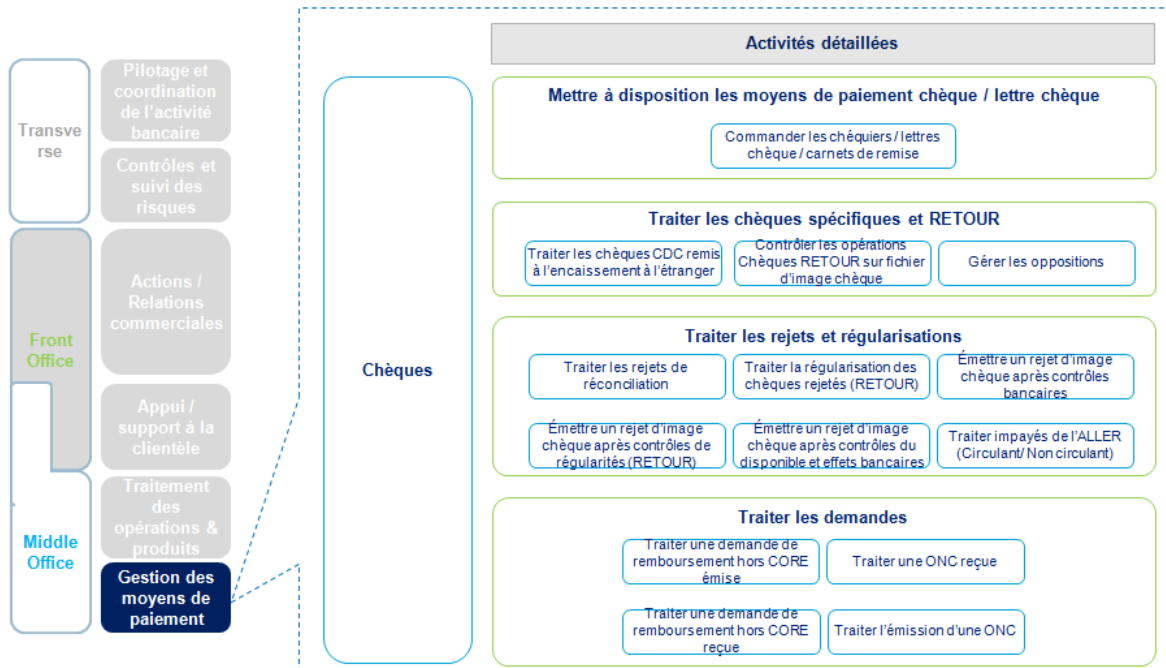 Activités détaillées
Transve
rse
Front
Office
Middle
Office
Pilotage et
coordination
de l'activité
bancaire
Contrôles et
suivi des
risques
Actions /
Relations
commerciales
Appui /
support à la
clientèle
Traitement
des
opérations &
produits
Gestion des
moyens de
paiement
Chèques
Mettre à disposition les moyens de paiement chèque / lettre chèque
Commander les chéquiers / lettres
chèque / carnets de remise
Traiter les chèques spécifiques et RETOUR
Traiter les chèques CDC remis
à l'encaissement à l'étranger
Contrôler les opérations
Chèques RETOUR sur fichier
d'image chèque
Gérer les oppositions
Traiter les rejets et régularisations
Traiter les rejets de
réconciliation
Traiter la régularisation des
chèques rejetés (RETOUR)
Émettre un rejet d'image
chèque après contrôles
bancaires
Émettre un rejet d'image
chèque après contrôles de
régularités (RETOUR)
Émettre un rejet d'image
chèque après contrôles du
disponible et effets bancaires
Traiter impayés de l'ALLER
(Circulant/ Non circulant)
Traiter les demandes
Traiter une demande de
remboursement hors CORE
émise
Traiter une ONC reçue
Traiter une demande de
remboursement hors CORE
reçue
Traiter l'émission d'une ONC